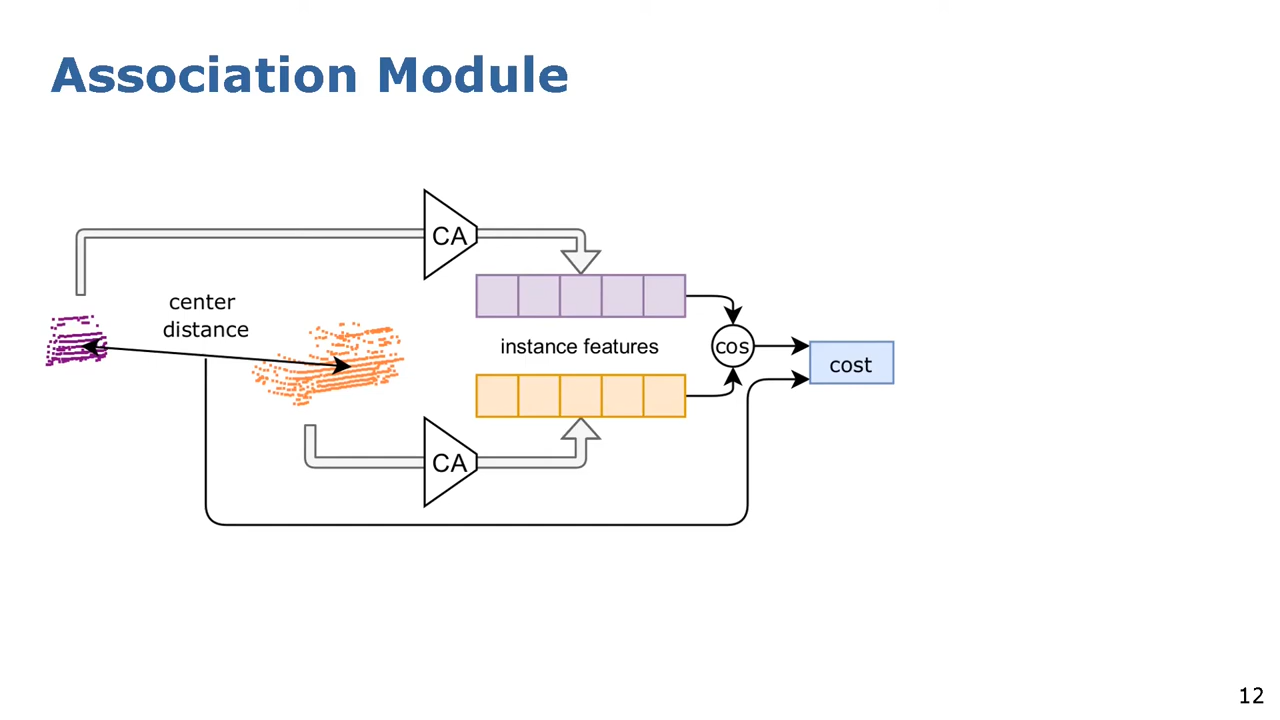 Association Module
CA
center
distance
instance features
cos
cost
CA
12